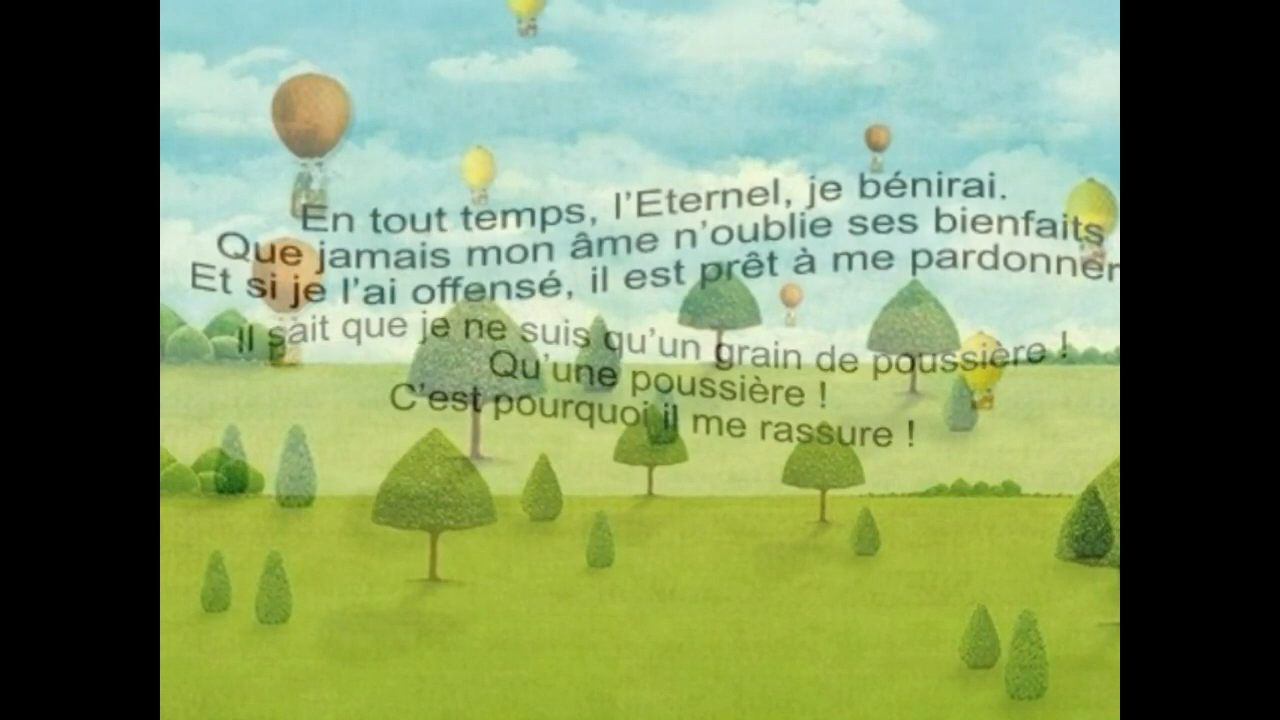 En tout temps, l'Eternel, je bénirai.
Que jamais mon âme n'oublie ses bienfaits
Et si je l'ai offensé, il est prêt à me pardonner
Il sait que je ne suis qu'un grain de poussière !
Qu'une poussière !
C'est pourquoi il me rassure !